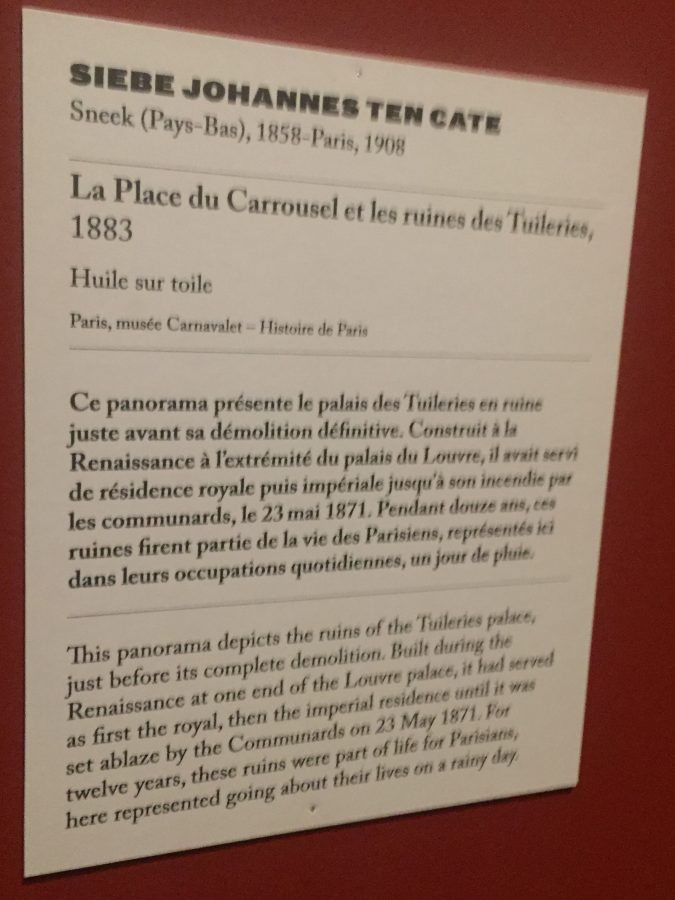 SIEBE JOHANNES TEN CATE
Sneek (Pays-Bas), 1858-Paris, 1908
La Place du Carrousel et les ruines des Tuileries,
1883
Huile sur toile
Paris, musée Carnavalet – Histoire de Paris
Ce panorama présente le palais des Tuileries en ruine
juste avant sa démolition définitive. Construit à la
Renaissance à l'extrémité du palais du Louvre, il avait servi
de résidence royale puis impériale jusqu'à son incendie par
les communards, le 23 mai 1871. Pendant douze ans, ces
ruines firent partie de la vie des Parisiens, représentés ici
dans leurs occupations quotidiennes, un jour de pluie.
This panorama depicts the ruins of the Tuileries palace,
just before its complete demolition. Built during the
Renaissance at one end of the Louvre palace, it had served
as first the royal, then the imperial residence until it was
set ablaze by the Communards on 23 May 1871. For
twelve years, these ruins were part of life for Parisians,
here represented going about their lives on a rainy day.